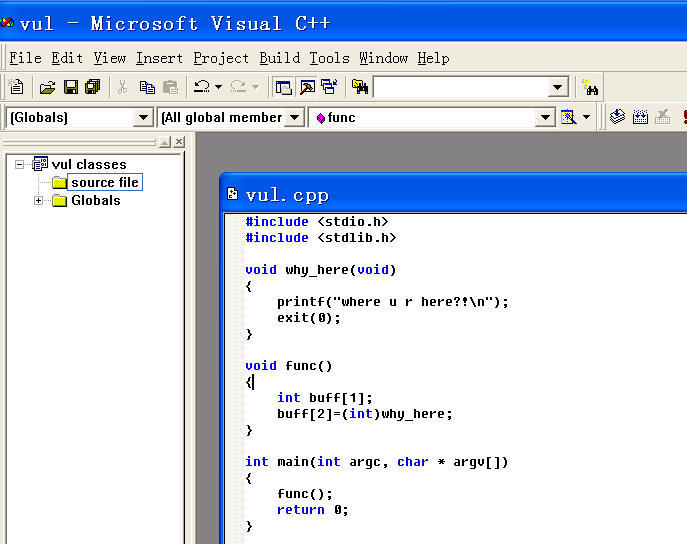 vul - Microsoft Visual C++
File Edit View Insert Project Build Tools Window Help
(Globals) (All global member func
vul classes
source file
Globals
vul.cpp
#include <stdio.h>
#include <stdlib.h>
void why_here(void)
{
printf("where u r here?!\n");
exit(0);
}
void func()
{
int buff[1];
buff[2]=(int)why_here;
}
int main(int argc, char * argv[])
{
func();
return 0;
}